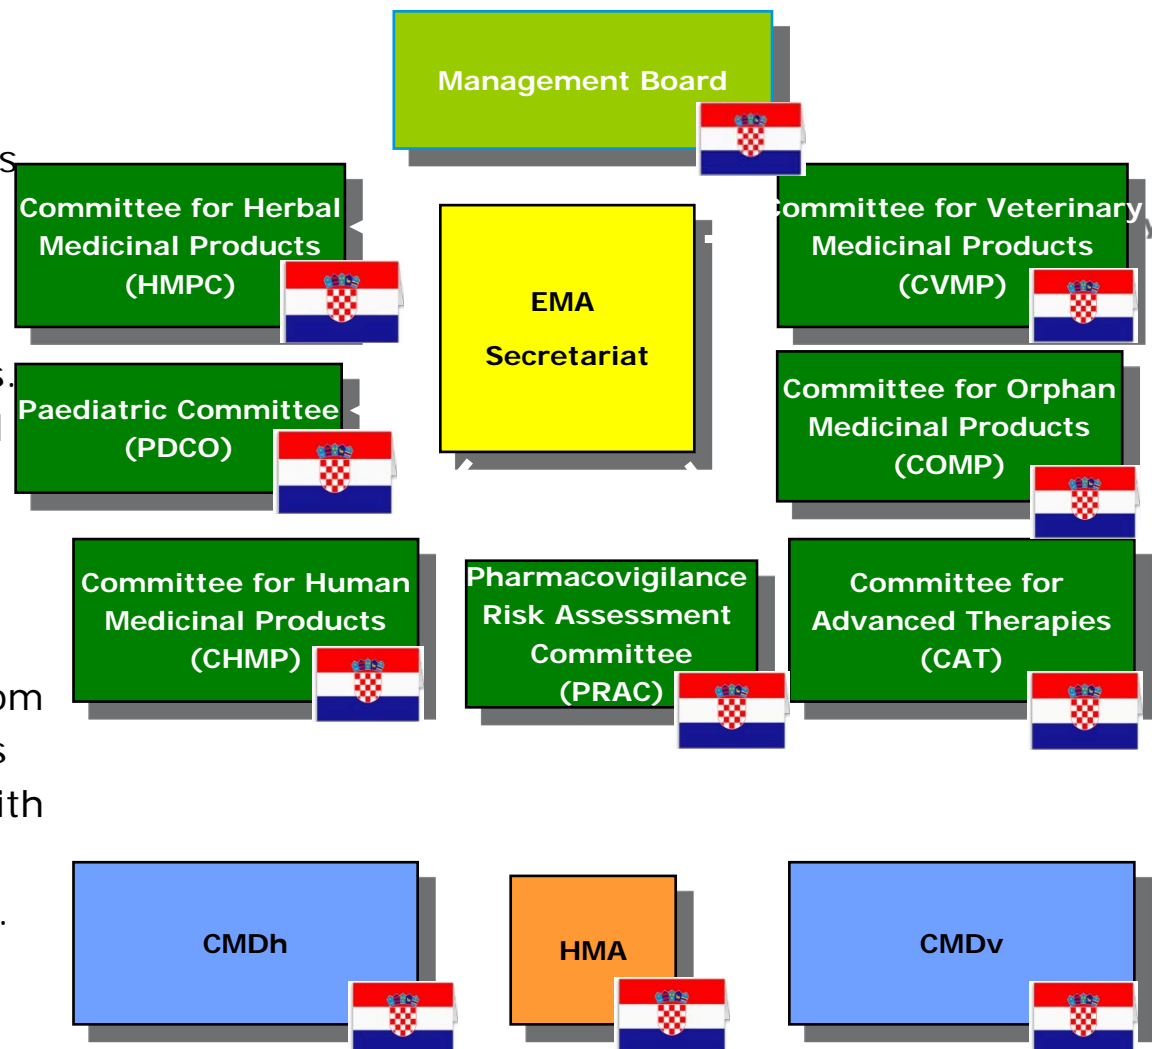 Management Board
s
Committee for Herbal
Medicinal Products
(HMPC)
EMA
Secretariat
Committee for Veterinary
Medicinal Products
(CVMP)
s.
Paediatric Committee
(PDCO)
Committee for Orphan
Medicinal Products
(COMP)
Committee for Human
Medicinal Products
(CHMP)
Pharmacovigilance
Risk Assessment
Committee
(PRAC)
Committee for
Advanced Therapies
(CAT)
om
s
ith
.
CMDh
HMA
CMDv